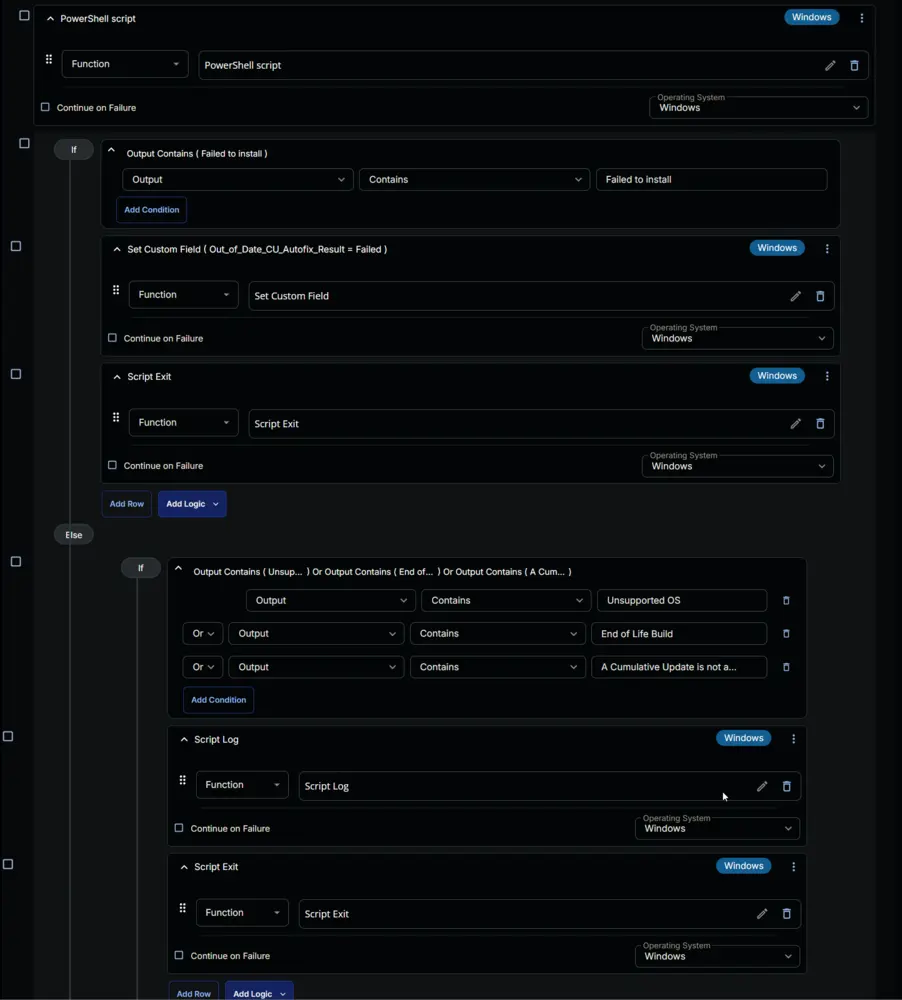 PowerShell script Windows
Function PowerShell script
Continue on Failure Operating System Windows
If
Output Contains ( Failed to install )
Output Contains Failed to install
Add Condition
Set Custom Field ( Out_of_Date_CU_Autofix_Result = Failed ) Windows
Function Set Custom Field
Continue on Failure Operating System Windows
Script Exit Windows
Function Script Exit
Continue on Failure Operating System Windows
Add Row Add Logic
Else
If
Output Contains ( Unsup... ) Or Output Contains ( End of... ) Or Output Contains ( A Cum... )
Output Contains Unsupported OS
Or Output Contains End of Life Build
Or Output Contains A Cumulative Update is not a...
Add Condition
Script Log Windows
Function Script Log
Continue on Failure Operating System Windows
Script Exit Windows
Function Script Exit
Continue on Failure Operating System Windows
Add Row Add Logic